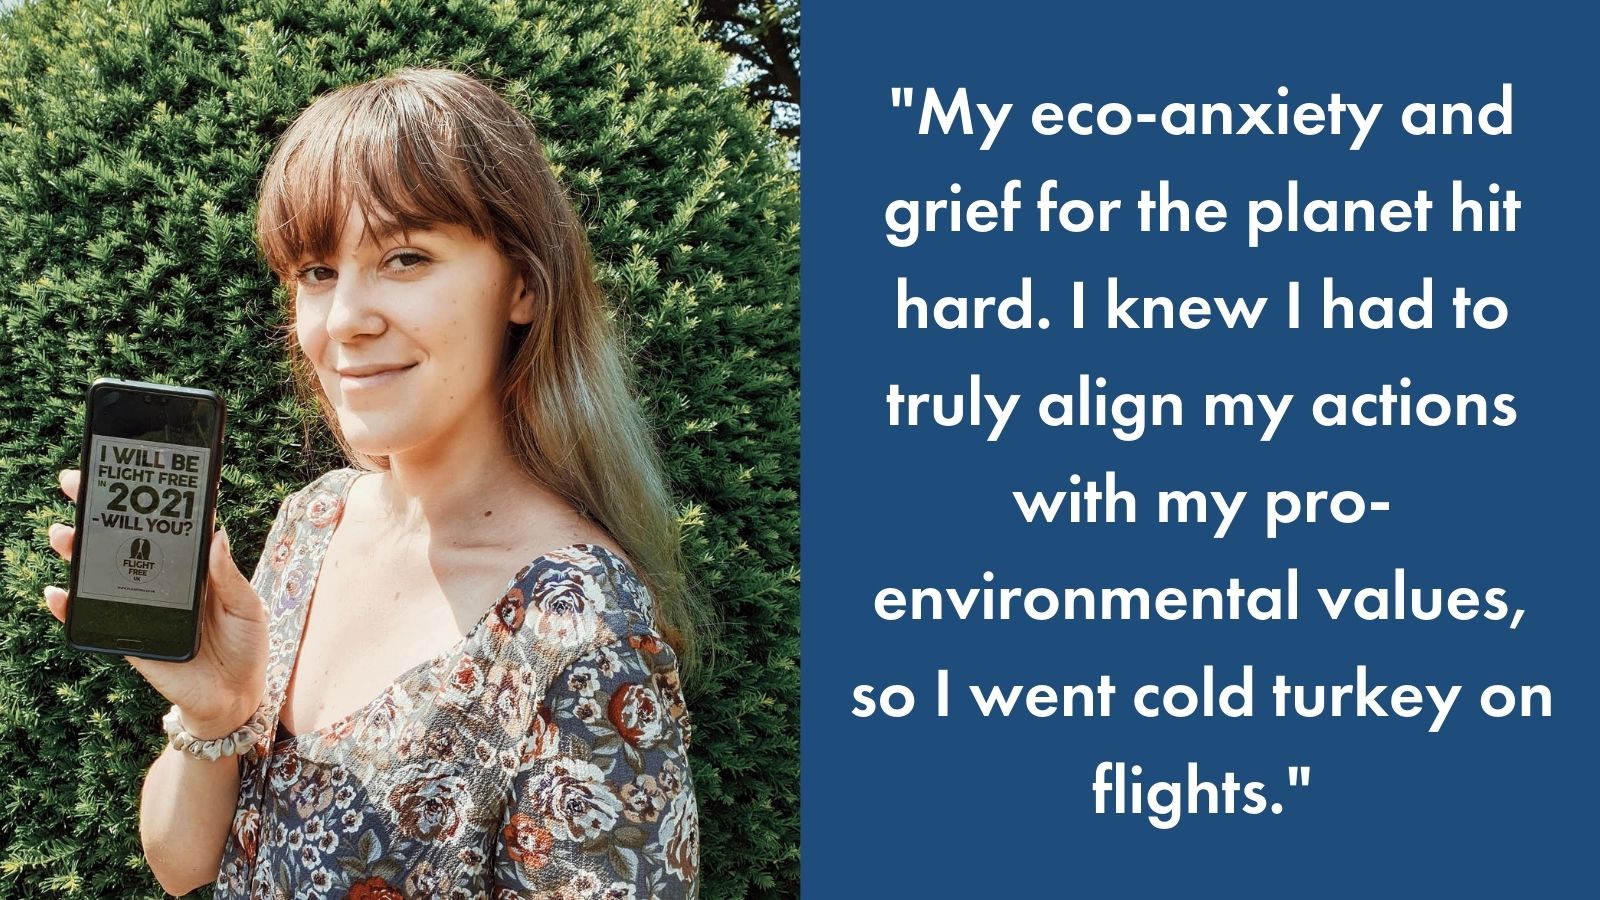 I WILL BE
FLIGHT FREE
IN 2021
-WILL YOU?
FLIGHT
FREE
UK
"My eco-anxiety and
grief for the planet hit
hard. I knew I had to
truly align my actions
with my pro-
environmental values,
so I went cold turkey on
flights."